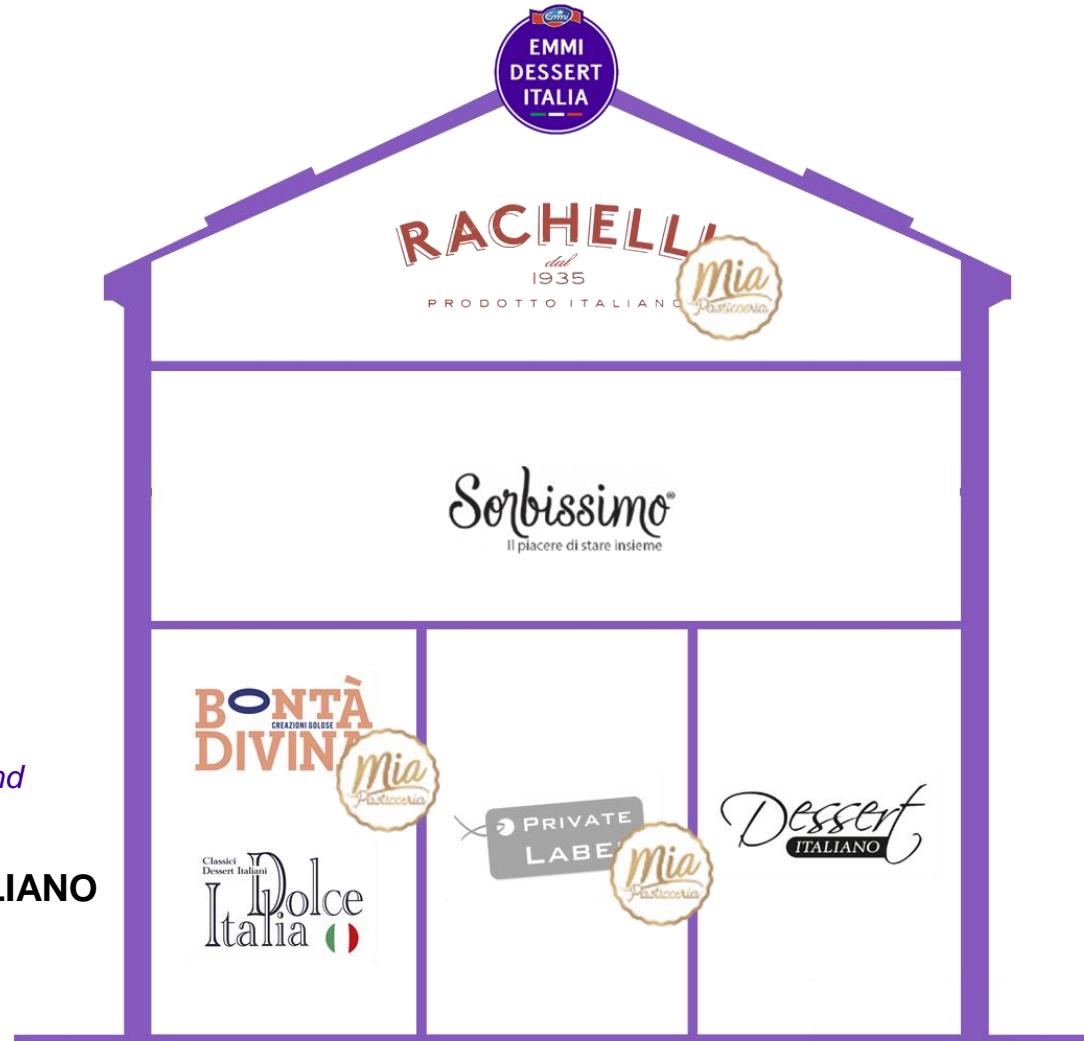 Emmi
EMMI
DESSERT
ITALIA
RACHELLI
dal
1935
PRODOTTO ITALIANO
Mia
Pasticceria
Sorbissimo®
Il piacere di stare insieme
BONTÀ
CREAZIONI GOLOSE
DIVINA
Mia
Pasticceria
nd
PRIVATE
LABEL
Mia
Pasticceria
Dessert
ITALIANO
LIANO
Classici
Dessert Italiani
Dolce
Italia